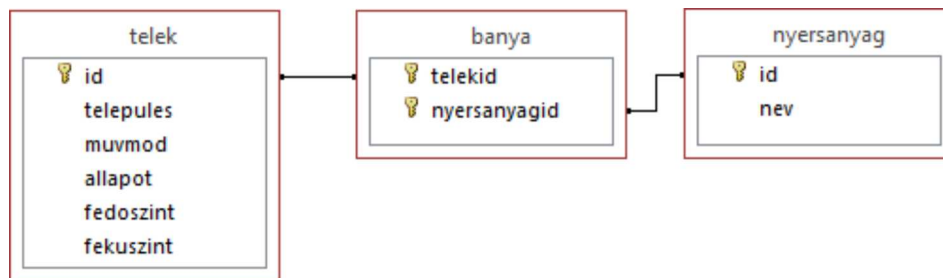 telek
id
telepules
muvmod
allapot
fedoszint
fekuszint
banya
telekid
nyersanyagid
nyersanyag
id
nev